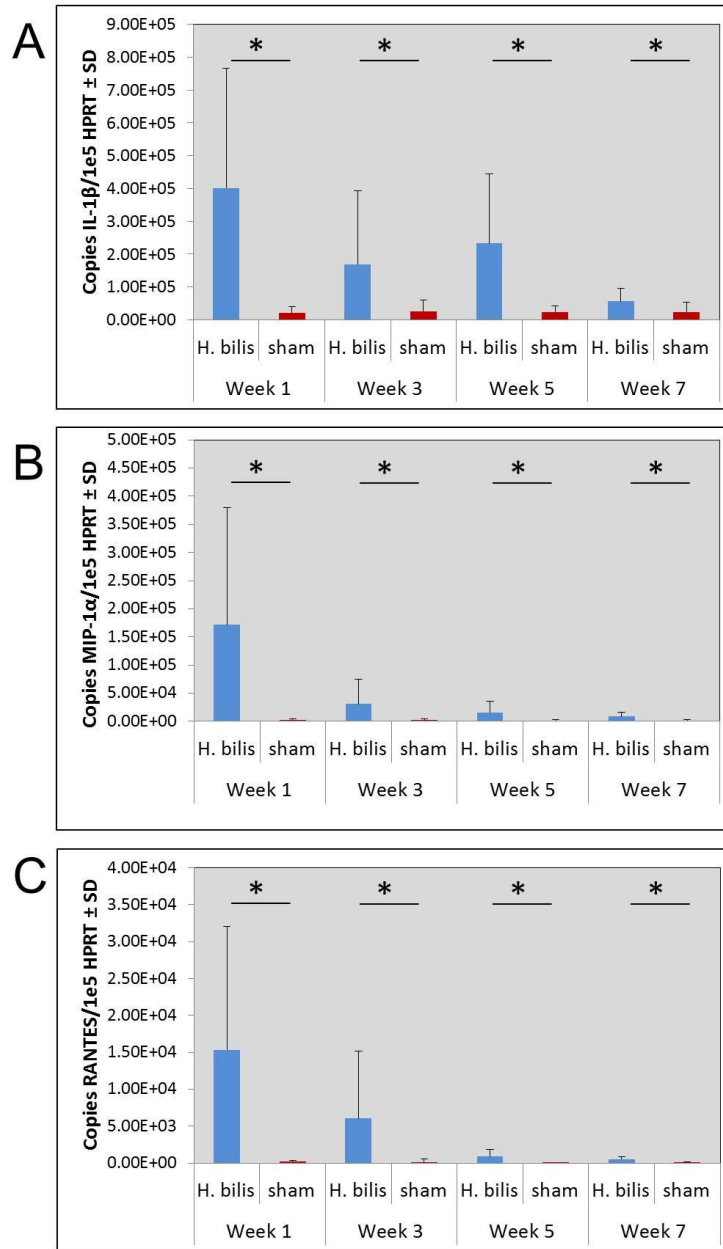 A
Copies IL-1β/1e5 HPRT ± SD
9.00E+05
8.00E+05
7.00E+05
6.00E+05
5.00E+05
4.00E+05
3.00E+05
2.00E+05
1.00E+05
0.00E+00
* * * *
H. bilis sham H. bilis sham H. bilis sham H. bilis sham
Week 1 Week 3 Week 5 Week 7
B
Copies MIP-1α/1e5 HPRT ± SD
5.00E+05
4.50E+05
4.00E+05
3.50E+05
3.00E+05
2.50E+05
2.00E+05
1.50E+05
1.00E+05
5.00E+04
0.00E+00
* * * *
H. bilis sham H. bilis sham H. bilis sham H. bilis sham
Week 1 Week 3 Week 5 Week 7
C
Copies RANTES/1e5 HPRT ± SD
4.00E+04
3.50E+04
3.00E+04
2.50E+04
2.00E+04
1.50E+04
1.00E+04
5.00E+03
0.00E+00
* * * *
H. bilis sham H. bilis sham H. bilis sham H. bilis sham
Week 1 Week 3 Week 5 Week 7